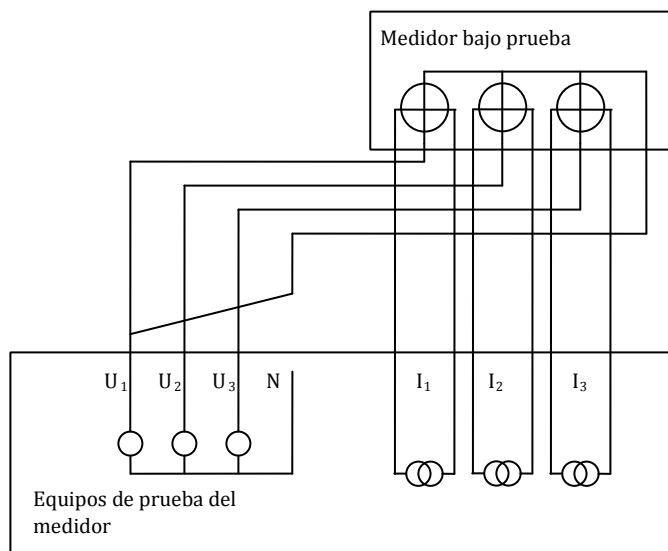 Medidor bajo prueba
U1 U2 U3 N I1 I2 I3
Equipos de prueba del
medidor